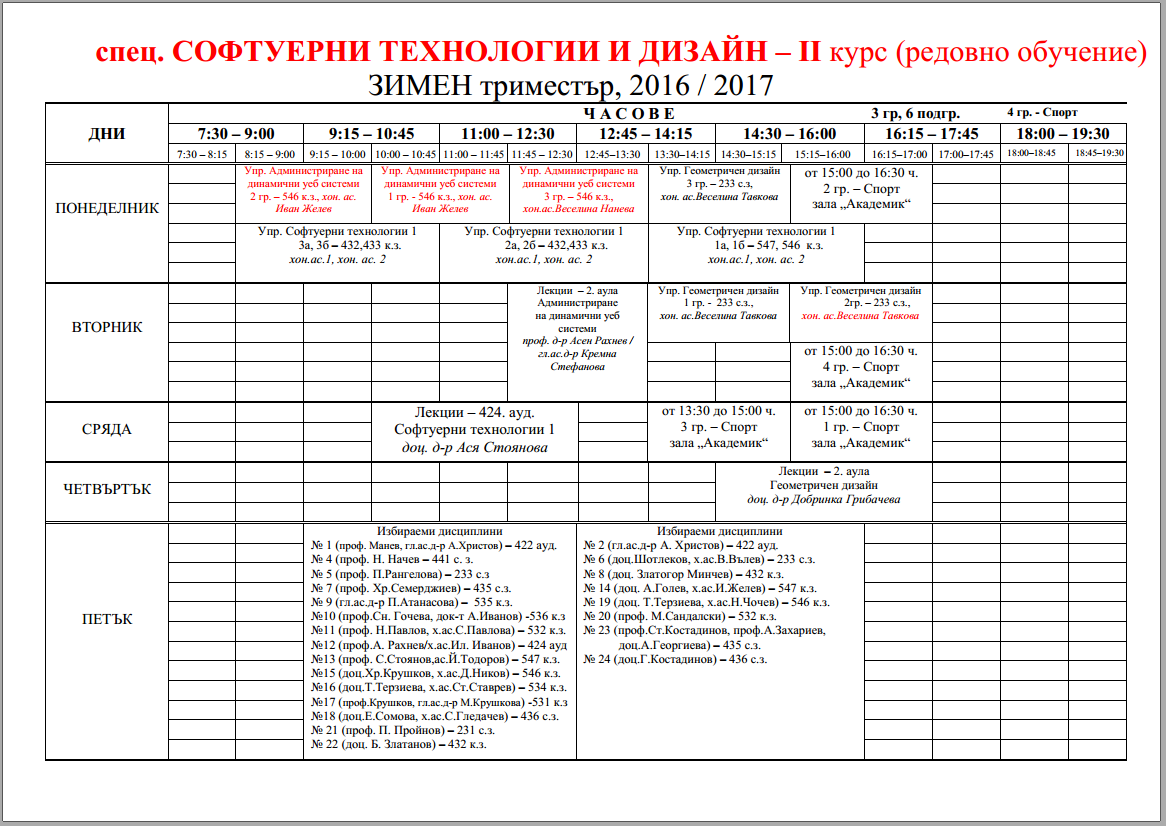 спец. СОФТУЕРНИ ТЕХНОЛОГИИ И ДИЗАЙН – II курс (редовно обучение)
ЗИМЕН триместър, 2016 / 2017
ДНИ
Ч А С О В Е
3 гр, 6 подгр.
4 гр. - Спорт
7:30 – 9:00
9:15 – 10:45
11:00 – 12:30
12:45 – 14:15
14:30 – 16:00
16:15 – 17:45
18:00 – 19:30
7:30 – 8:15
8:15 – 9:00
9:15 – 10:00
10:00 – 10:45
11:00 – 11:45
11:45 – 12:30
12:45–13:30
13:30–14:15
14:30–15:15
15:15–16:00
16:15–17:00
17:00–17:45
18:00–18:45
18:45–19:30
ПОНЕДЕЛНИК
Упр. Администриране на
динамични уеб системи
2 гр. – 546 к.з., хон. ас.
Иван Желев
Упр. Администриране на
динамични уеб системи
1 гр. - 546 к.з., хон. ас.
Иван Желев
Упр. Администриране на
динамични уеб системи
3 гр. – 546 к.з.,
хон.ас.Веселина Нанева
Упр. Геометричен дизайн
3 гр. – 233 с.з,
хон. ас.Веселина Тавкова
от 15:00 до 16:30 ч.
2 гр. – Спорт
зала „Академик“
Упр. Софтуерни технологии 1
3а, 3б – 432,433 к.з.
хон.ас.1, хон. ас. 2
Упр. Софтуерни технологии 1
2а, 2б – 432,433 к.з.
хон.ас.1, хон. ас. 2
Упр. Софтуерни технологии 1
1а, 1б – 547, 546 к.з.
хон.ас.1, хон. ас. 2
ВТОРНИК
Лекции – 2. аула
Администриране
на динамични уеб
системи
проф. д-р Асен Рахнев /
гл.ас.д-р Кремна
Стефанова
Упр. Геометричен дизайн
1 гр. - 233 с.з.,
хон. ас.Веселина Тавкова
Упр. Геометричен дизайн
2гр. – 233 с.з.,
хон. ас.Веселина Тавкова
от 15:00 до 16:30 ч.
4 гр. – Спорт
зала „Академик“
СРЯДА
Лекции – 424. ауд.
Софтуерни технологии 1
доц. д-р Ася Стоянова
от 13:30 до 15:00 ч.
3 гр. – Спорт
зала „Академик“
от 15:00 до 16:30 ч.
1 гр. – Спорт
зала „Академик“
ЧЕТВЪРТЪК
Лекции – 2. аула
Геометричен дизайн
доц. д-р Добринка Грибачева
ПЕТЪК
Избираеми дисциплини
№ 1 (проф. Манев, гл.ас.д-р А.Христов) – 422 ауд.
№ 4 (проф. Н. Начев – 441 с. з.
№ 5 (проф. П.Рангелова) – 233 с.з
№ 7 (проф. Хр.Семерджиев) – 435 с.з.
№ 9 (гл.ас.д-р П.Атанасова) – 535 к.з.
№10 (проф.Сн. Гочева, док-т А.Иванов) -536 к.з
№11 (проф. Н.Павлов, х.ас.С.Павлова) – 532 к.з.
№12 (проф.А. Рахнев/х.ас.Ил. Иванов) – 424 ауд
№13 (проф. С.Стоянов,ас.Й.Тодоров) – 547 к.з.
№15 (доц.Хр.Крушков, х.ас.Д.Ников) – 546 к.з.
№16 (доц.Т.Терзиева, х.ас.Ст.Ставрев) – 534 к.з.
№17 (проф.Крушков, гл.ас.д-р М.Крушкова) -531 к.з
№18 (доц.Е.Сомова, х.ас.С.Гледачев) – 436 с.з.
№ 21 (проф. П. Пройнов) – 231 с.з.
№ 22 (доц. Б. Златанов) – 432 к.з.
Избираеми дисциплини
№ 2 (гл.ас.д-р А. Христов) – 422 ауд.
№ 6 (доц.Шотлеков, х.ас.В.Вълев) – 233 с.з.
№ 8 (доц. Златогор Минчев) – 432 к.з.
№ 14 (доц. А.Голев, х.ас.И.Желев) – 547 к.з.
№ 19 (доц. Т.Терзиева, х.ас.Н.Чочев) – 546 к.з.
№ 20 (проф. М.Сандалски) – 532 к.з.
№ 23 (проф.Ст.Костадинов, проф.А.Захариев,
доц.А.Георгиева) – 435 с.з.
№ 24 (доц.Г.Костадинов) – 436 с.з.